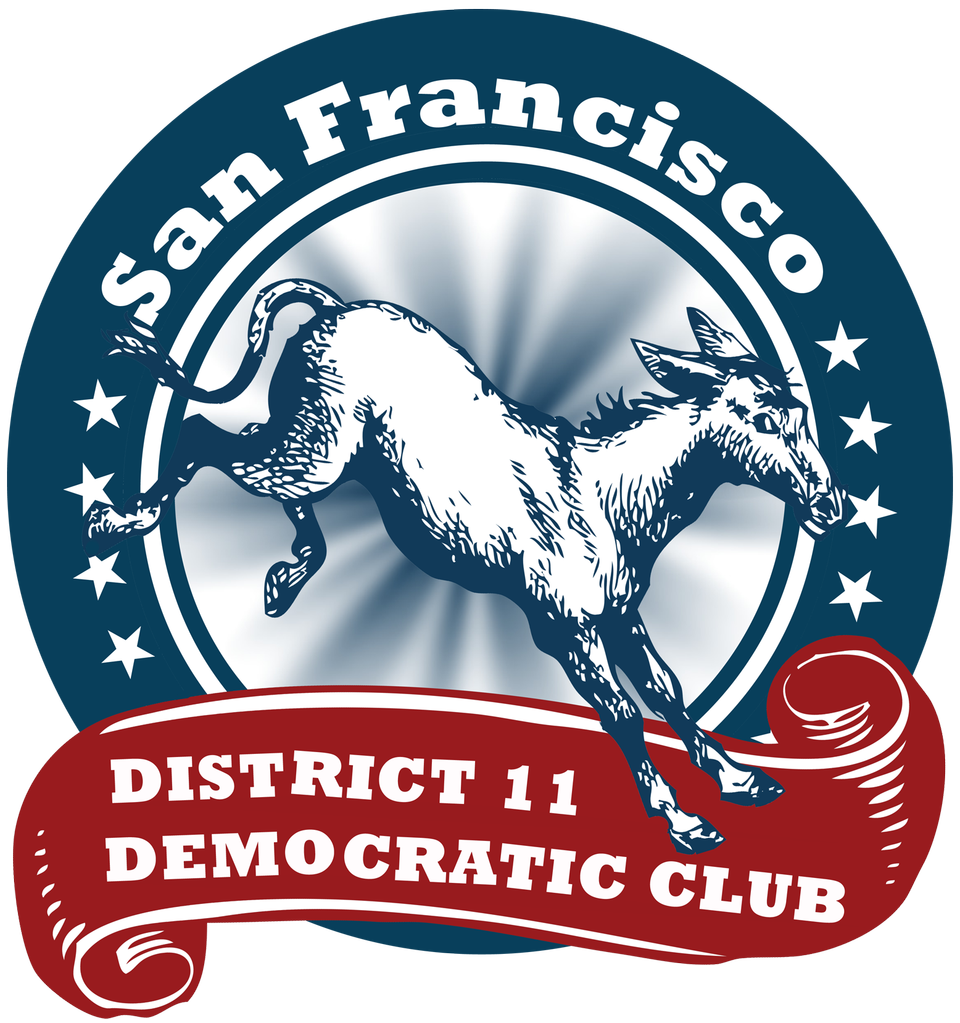 San Francisco
DISTRICT 11
DEMOCRATIC CLUB